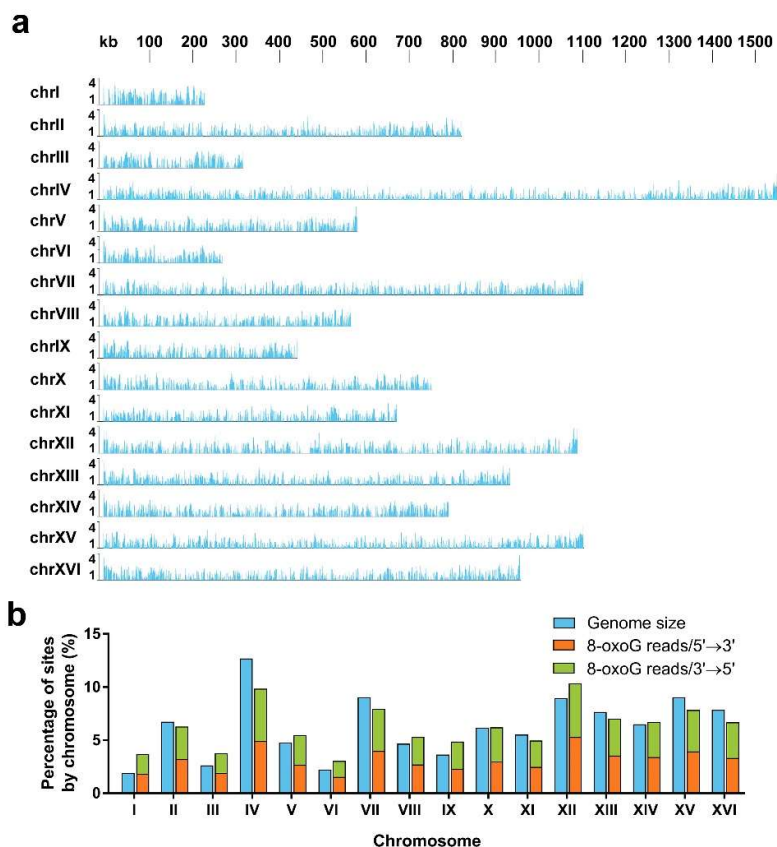 a
kb 100 200 300 400 500 600 700 800 900 1000 1100 1200 1300 1400 1500
chrI 4 1
chrII 4 1
chrIII 4 1
chrIV 4 1
chrV 4 1
chrVI 4 1
chrVII 4 1
chrVIII 4 1
chrIX 4 1
chrX 4 1
chrXI 4 1
chrXII 4 1
chrXIII 4 1
chrXIV 4 1
chrXV 4 1
chrXVI 4 1
b
Percentage of sites
by chromosome (%)
15
10
5
0
Genome size
8-oxoG reads/5'→3'
8-oxoG reads/3'→5'
I II III IV V VI VII VIII IX X XI XII XIII XIV XV XVI
Chromosome